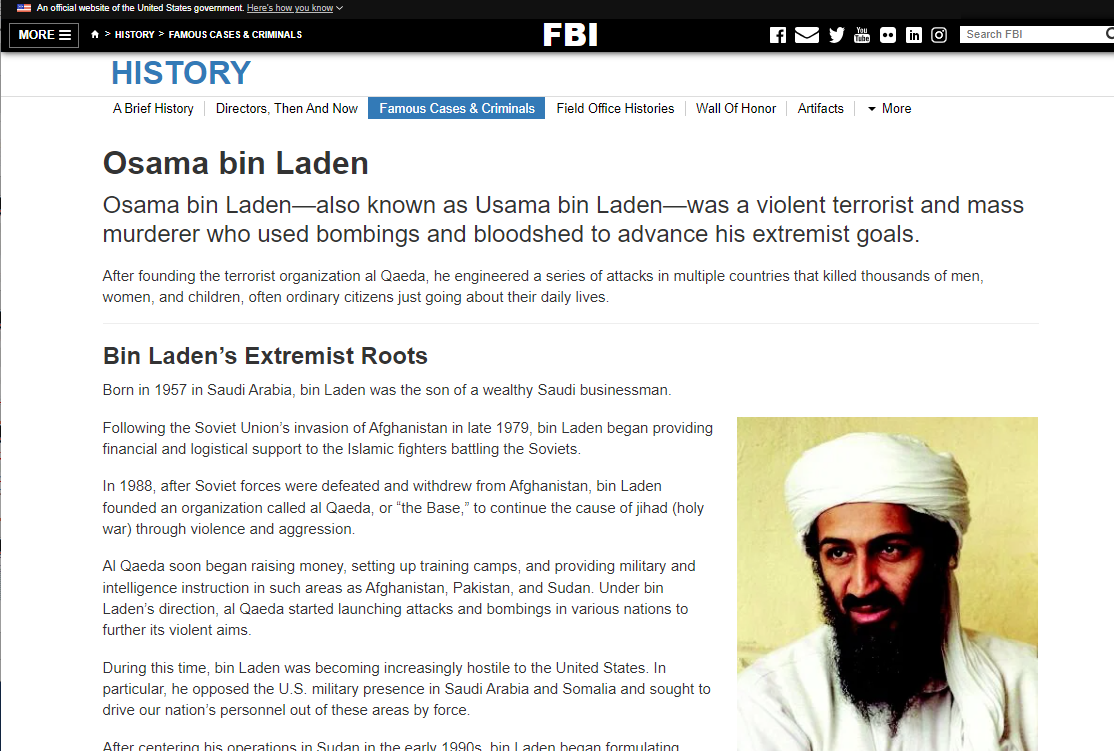 An official website of the United States government. Here's how you know
MORE
> HISTORY > FAMOUS CASES & CRIMINALS
FBI
You Tube
Search FBI
HISTORY
A Brief History
Directors, Then And Now
Famous Cases & Criminals
Field Office Histories
Wall Of Honor
Artifacts
More
Osama bin Laden
Osama bin Laden—also known as Usama bin Laden—was a violent terrorist and mass
murderer who used bombings and bloodshed to advance his extremist goals.
After founding the terrorist organization al Qaeda, he engineered a series of attacks in multiple countries that killed thousands of men,
women, and children, often ordinary citizens just going about their daily lives.
Bin Laden’s Extremist Roots
Born in 1957 in Saudi Arabia, bin Laden was the son of a wealthy Saudi businessman.
Following the Soviet Union’s invasion of Afghanistan in late 1979, bin Laden began providing
financial and logistical support to the Islamic fighters battling the Soviets.
In 1988, after Soviet forces were defeated and withdrew from Afghanistan, bin Laden
founded an organization called al Qaeda, or “the Base,” to continue the cause of jihad (holy
war) through violence and aggression.
Al Qaeda soon began raising money, setting up training camps, and providing military and
intelligence instruction in such areas as Afghanistan, Pakistan, and Sudan. Under bin
Laden’s direction, al Qaeda started launching attacks and bombings in various nations to
further its violent aims.
During this time, bin Laden was becoming increasingly hostile to the United States. In
particular, he opposed the U.S. military presence in Saudi Arabia and Somalia and sought to
drive our nation’s personnel out of these areas by force.
After centering his operations in Sudan in the early 1990s, bin Laden began formulating